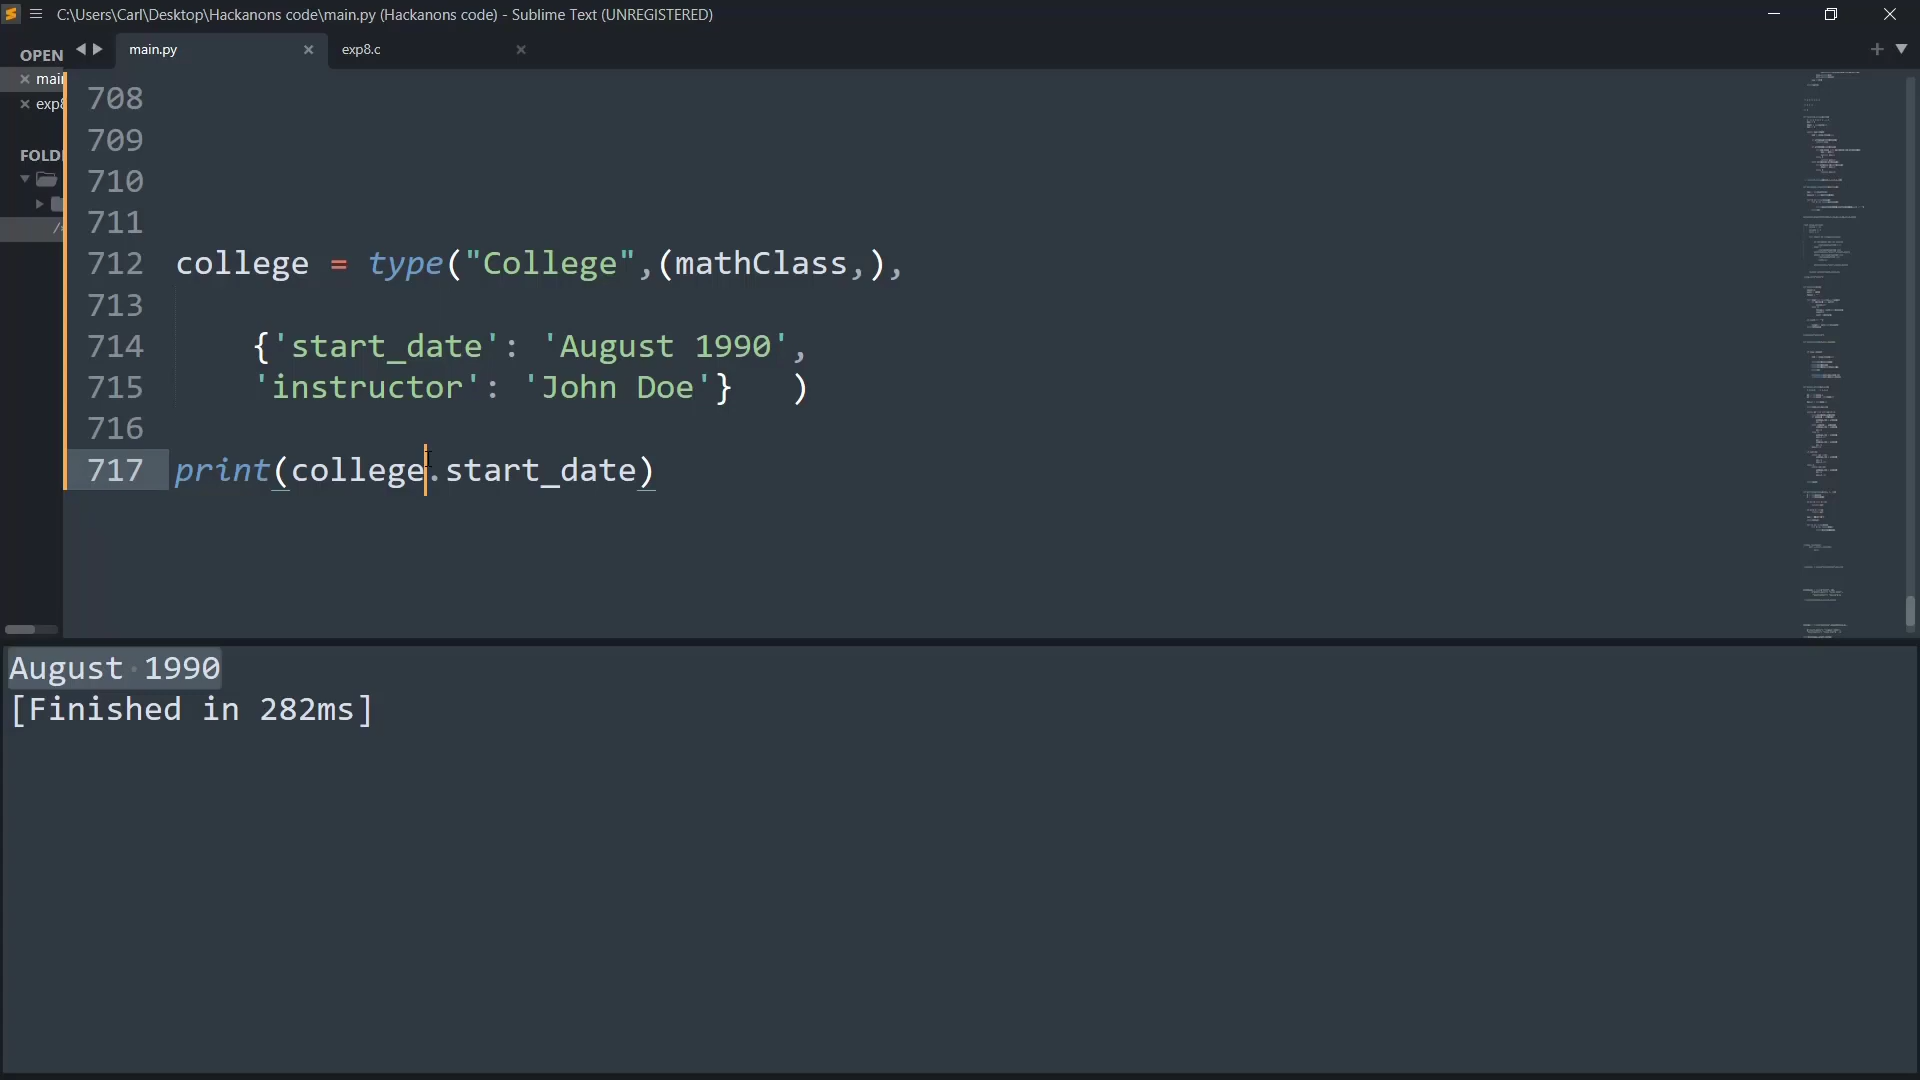 C:\Users\Carl\Desktop\Hackanons code\main.py (Hackanons code) - Sublime Text (UNREGISTERED)
OPEN
main.py
exp8.c
mai
exp8
FOLD
708
709
710
711
712 college = type("College",(mathClass,),
713
714 {'start_date': 'August 1990',
715 'instructor': 'John Doe'} )
716
717 print(college.start_date)
August 1990
[Finished in 282ms]